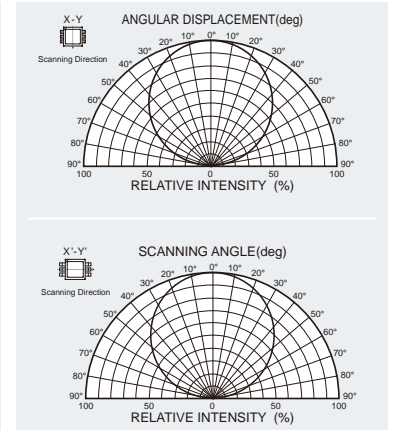 X-Y
ANGULAR DISPLACEMENT(deg)
Scanning Direction
0°
10° 10°
20° 20°
30° 30°
40° 40°
50° 50°
60° 60°
70° 70°
80° 80°
90° 90°
100 50 0 50 100
RELATIVE INTENSITY (%)
X'-Y'
SCANNING ANGLE(deg)
Scanning Direction
0°
10° 10°
20° 20°
30° 30°
40° 40°
50° 50°
60° 60°
70° 70°
80° 80°
90° 90°
100 50 0 50 100
RELATIVE INTENSITY (%)